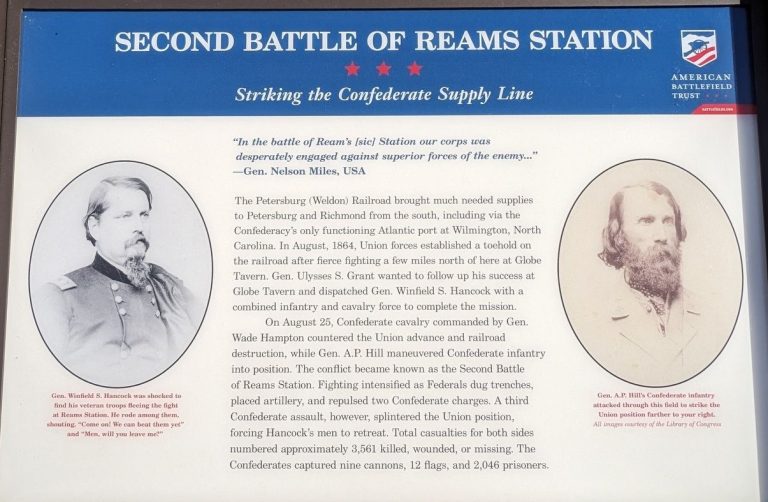 SECOND BATTLE OF REAMS STATION
Striking the Confederate Supply Line
AMERICAN
BATTLEFIELD
TRUST
"In the battle of Ream's [sic] Station our corps was
desperately engaged against superior forces of the enemy..."
—Gen. Nelson Miles, USA
The Petersburg (Weldon) Railroad brought much needed supplies
to Petersburg and Richmond from the south, including via the
Confederacy's only functioning Atlantic port at Wilmington, North
Carolina. In August, 1864, Union forces established a toehold on
the railroad after fierce fighting a few miles north of here at Globe
Tavern. Gen. Ulysses S. Grant wanted to follow up his success at
Globe Tavern and dispatched Gen. Winfield S. Hancock with a
combined infantry and cavalry force to complete the mission.
On August 25, Confederate cavalry commanded by Gen.
Wade Hampton countered the Union advance and railroad
destruction, while Gen. A.P. Hill maneuvered Confederate infantry
into position. The conflict became known as the Second Battle
of Reams Station. Fighting intensified as Federals dug trenches,
placed artillery, and repulsed two Confederate charges. A third
Confederate assault, however, splintered the Union position,
forcing Hancock's men to retreat. Total casualties for both sides
numbered approximately 3,561 killed, wounded, or missing. The
Confederates captured nine cannons, 12 flags, and 2,046 prisoners.
Gen. Winfield S. Hancock was shocked to
find his veteran troops fleeing the fight
at Reams Station. He rode among them,
shouting, "Come on! We can beat them yet"
and "Men, will you leave me?"
Gen. A.P. Hill's Confederate infantry
attacked through this field to strike the
Union position farther to your right.
All images courtesy of the Library of Congress